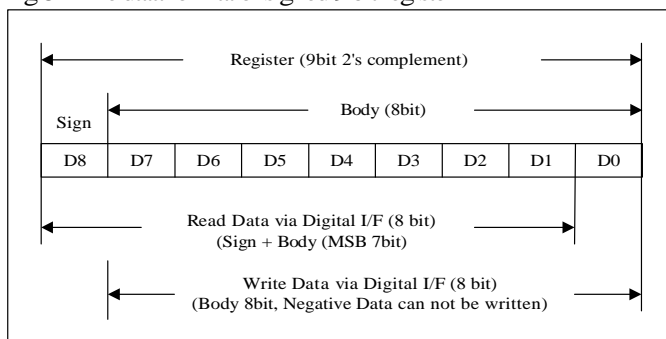 Register (9bit 2's complement)
Sign
Body (8bit)
D8 D7 D6 D5 D4 D3 D2 D1 D0
Read Data via Digital I/F (8 bit)
(Sign + Body (MSB 7bit)
Write Data via Digital I/F (8 bit)
(Body 8bit, Negative Data can not be written)